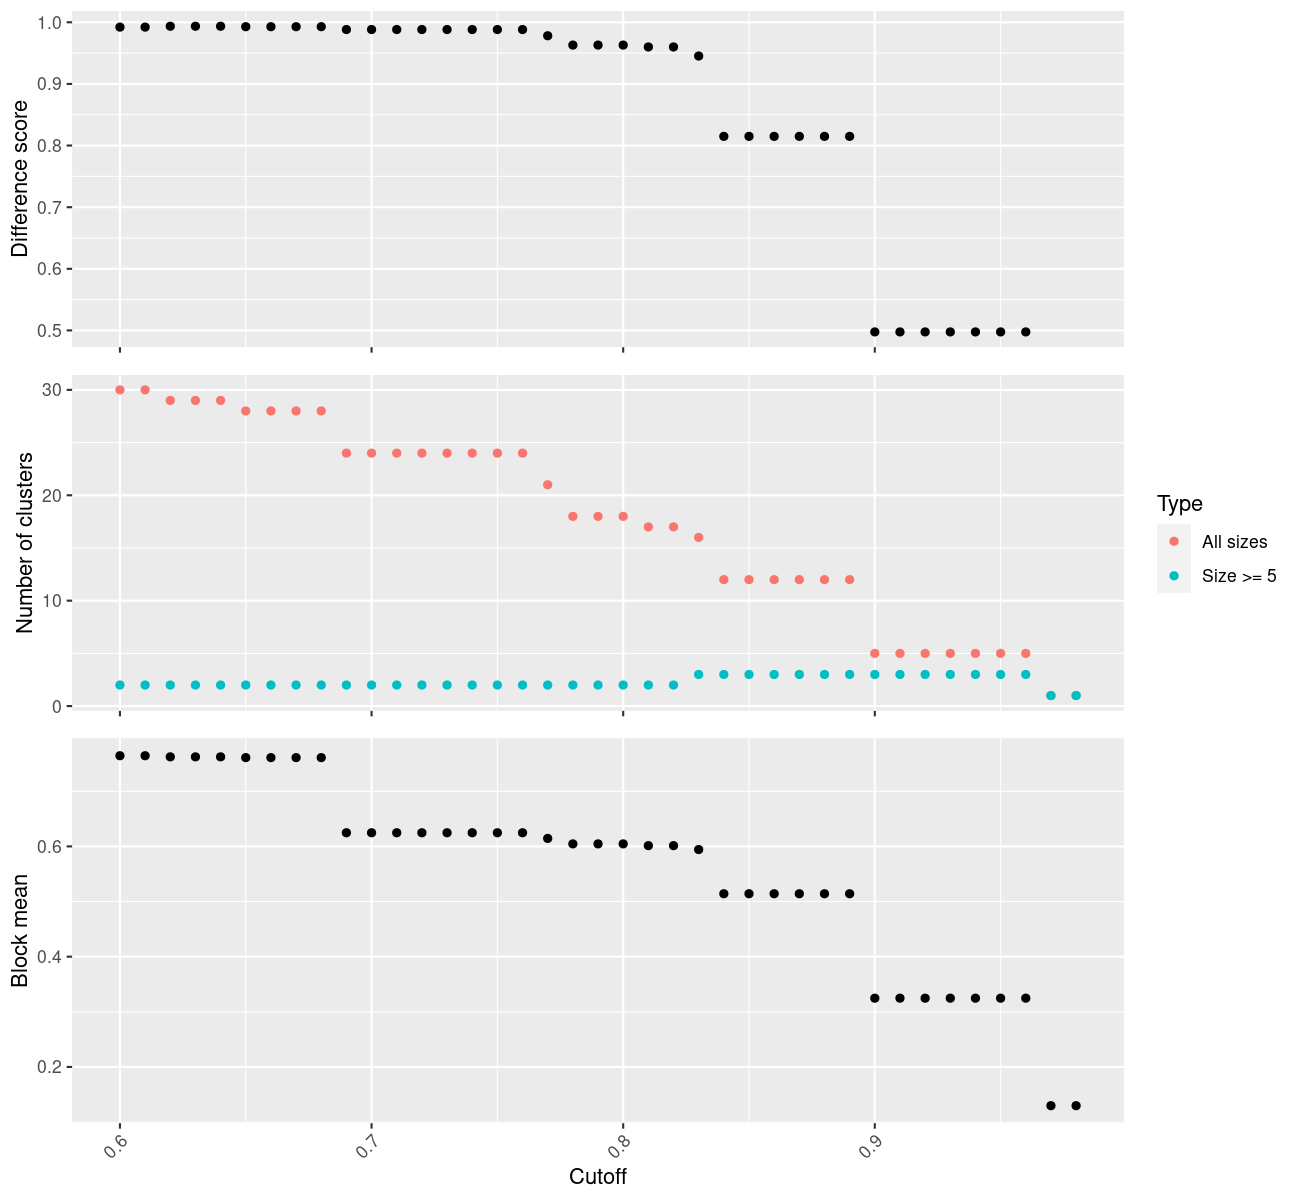 1.0
0.9
0.8
0.7
0.6
0.5
Difference score
30
20
10
0
Number of clusters
Type
All sizes
Size >= 5
0.6
0.4
0.2
Block mean
0.6
0.7
0.8
0.9
Cutoff